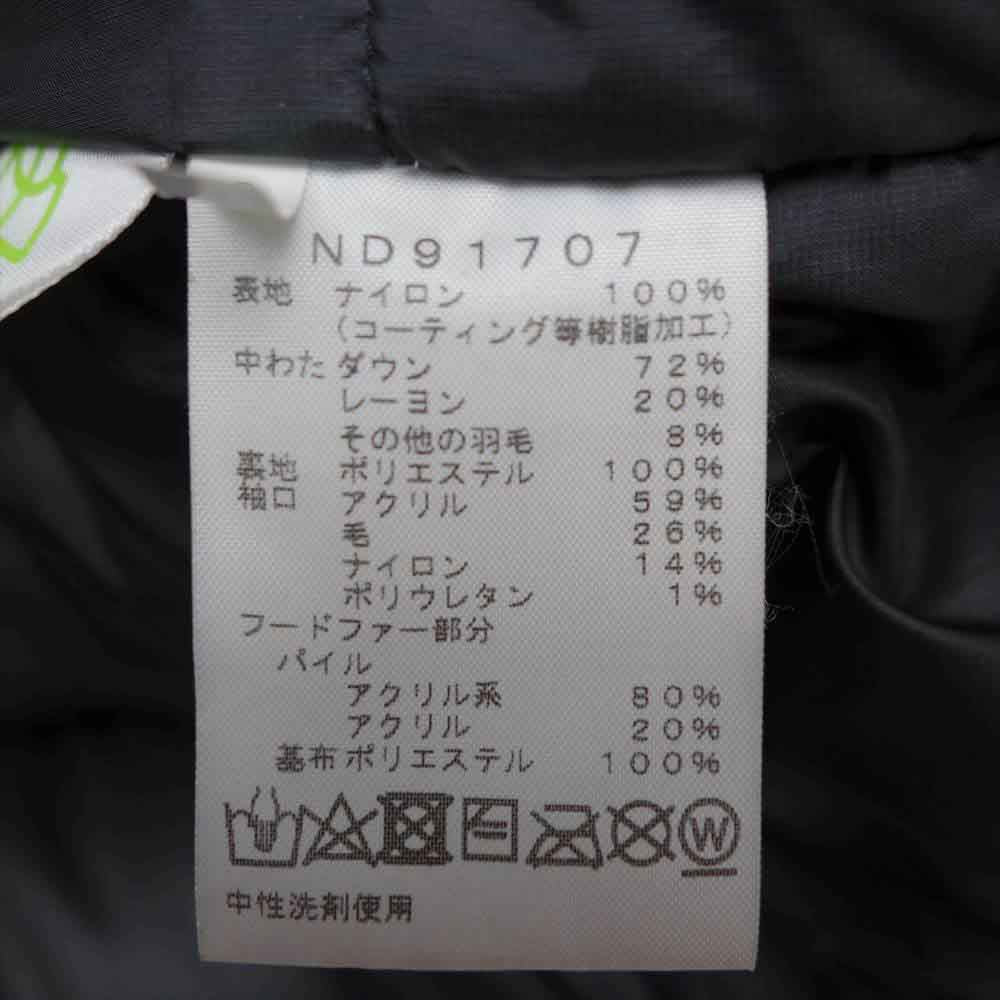 ND91707
表地 ナイロン 100%
(コーティング等樹脂加工)
中わた ダウン 72%
レーヨン 20%
その他の羽毛 8%
裏地 ポリエステル 100%
袖口 アクリル 59%
毛 26%
ナイロン 14%
ポリウレタン 1%
フードファー部分
パイル
アクリル系 80%
アクリル 20%
基布 ポリエステル 100%
W
中性洗剤使用